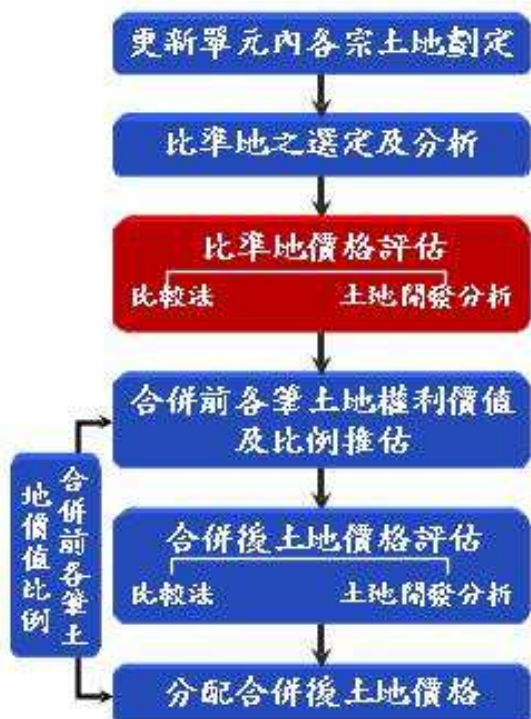 更新單元內各宗土地劃定
比準地之選定及分析
比準地價格評估
比較法
土地開發分析
合併前各筆土地權利價值
及比例推估
合併前各筆土
地價值比例
合併後土地價格評估
比較法
土地開發分析
分配合併後土地價格